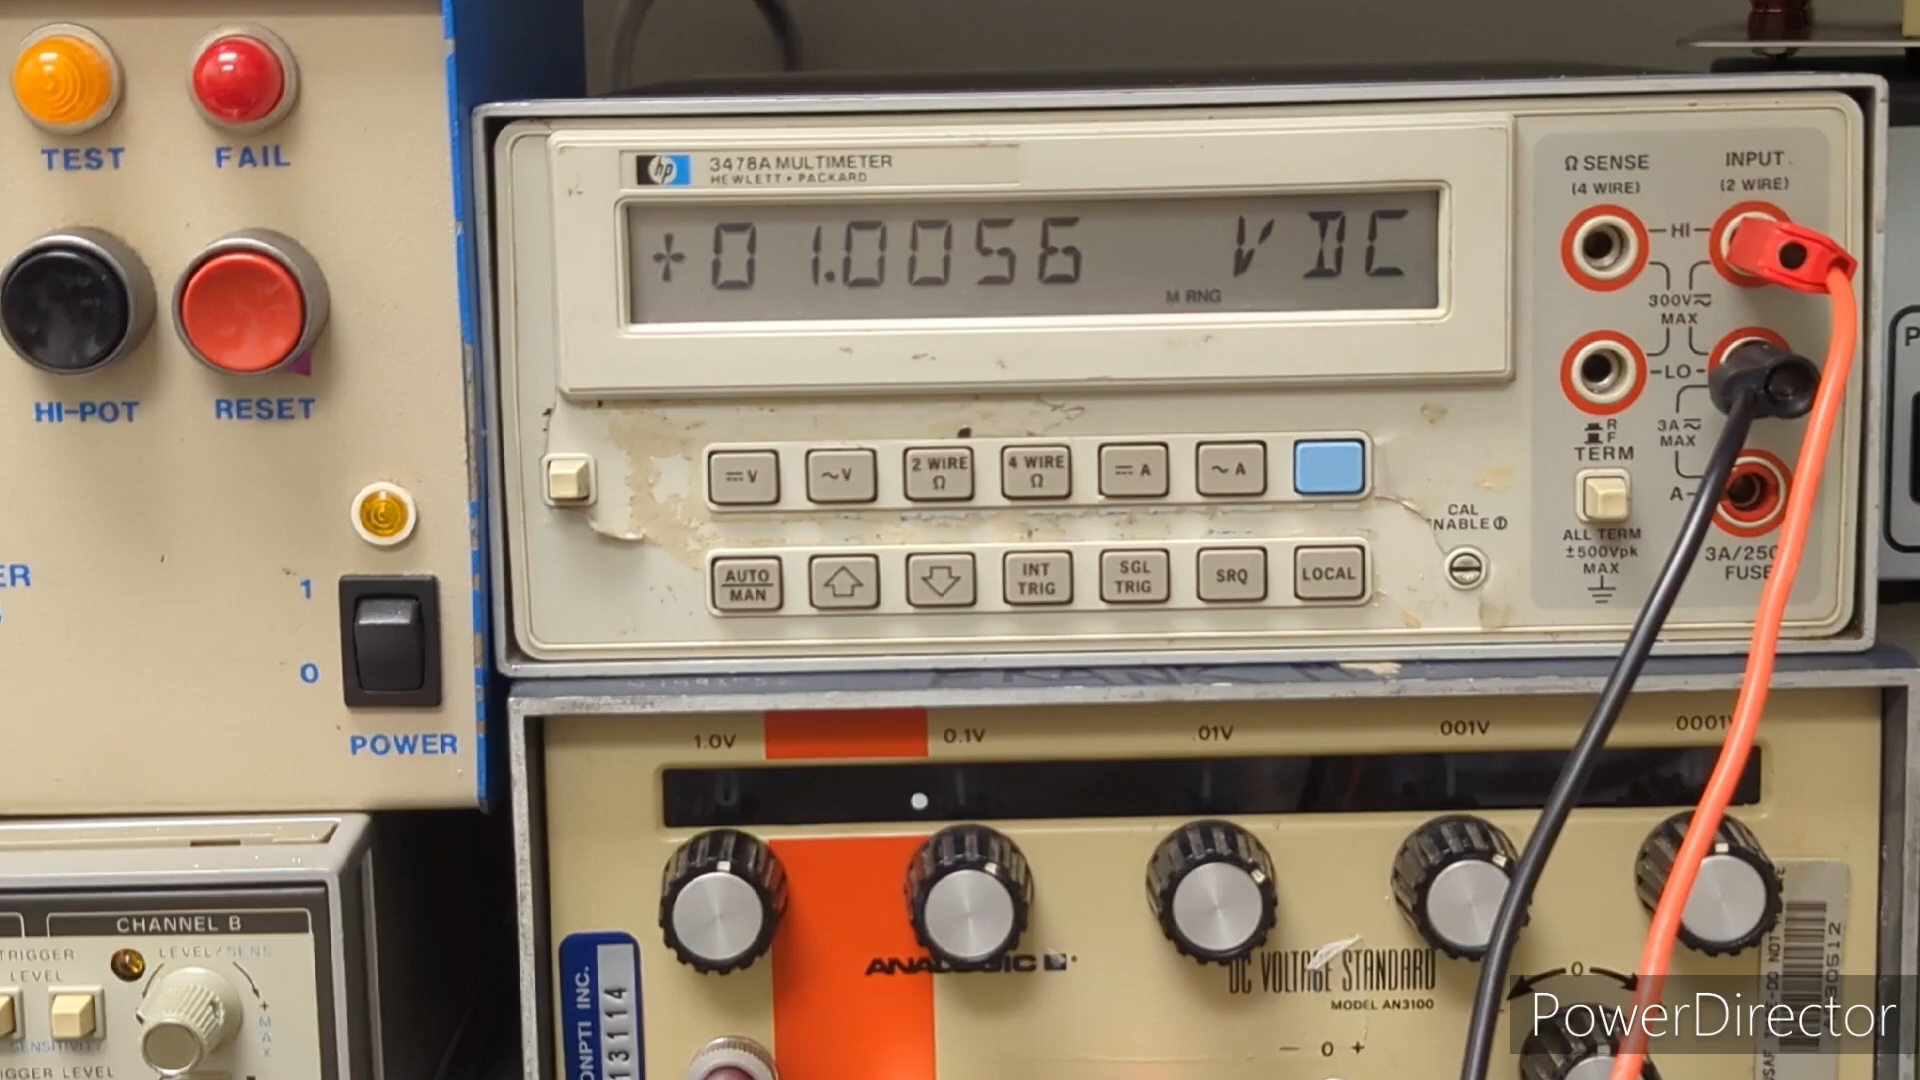 TEST
FAIL
HI-POT
RESET
ER
1
0
POWER
CHANNEL B
TRIGGER
LEVEL
LEVEL/SENS
+MAX
SENSITIVITY
TRIGGER LEVEL
hp
3478A MULTIMETER
HEWLETT • PACKARD
+01.0056 V DC
M RNG
Ω SENSE
(4 WIRE)
INPUT
(2 WIRE)
HI
300V
MAX
LO
3A
MAX
R
F
TERM
A
ALL TERM
±500Vpk
MAX
3A/250
FUSE
⎓ V
~ V
2 WIRE
Ω
4 WIRE
Ω
⎓ A
~ A
CAL
ENABLE
AUTO
MAN
INT
TRIG
SGL
TRIG
SRQ
LOCAL
1.0V
0.1V
.01V
.001V
.0001V
ANALOGIC
DC VOLTAGE STANDARD
MODEL AN3100
ONPTI INC.
13114
0
— 0 +
PowerDirector